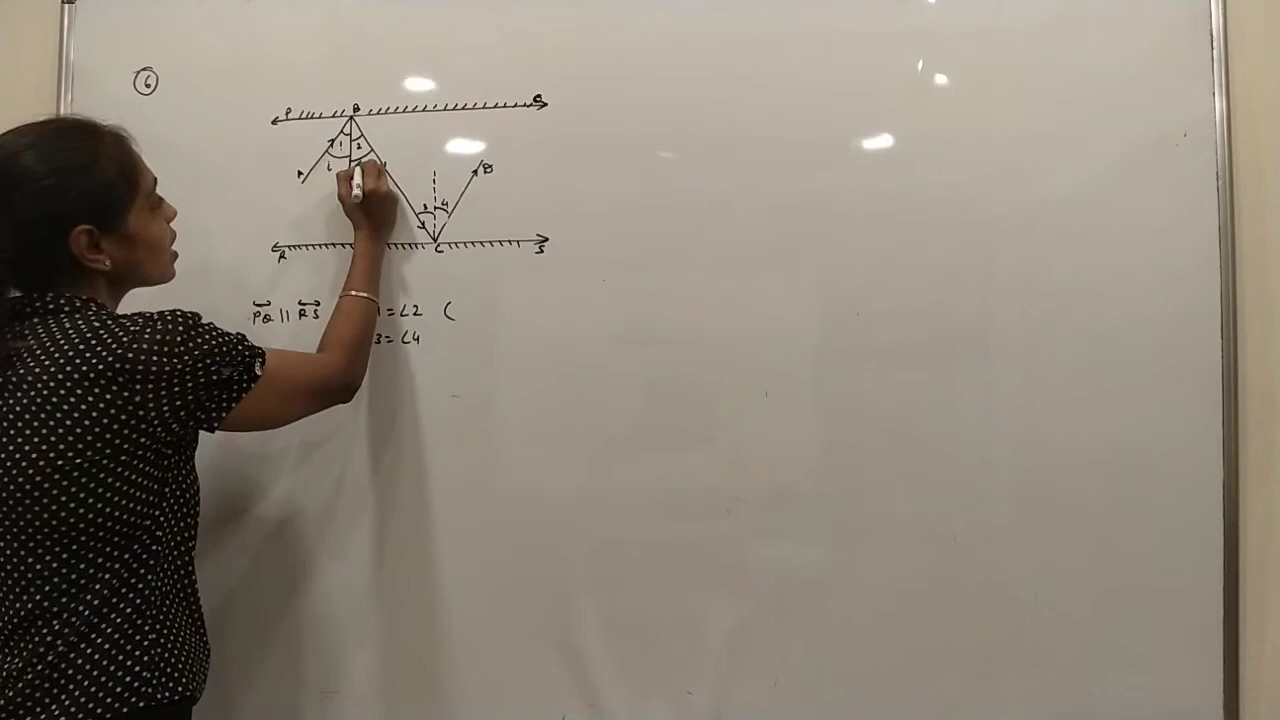 6
P B Q
1 2
A i
D
3 4
R C S
PQ || RS 1 = ∠2 (
3 = ∠4